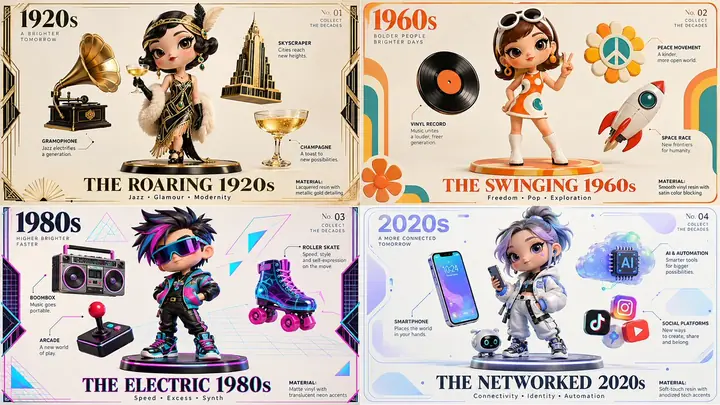 1920s
A BRIGHTER
TOMORROW
No. 01
COLLECT
THE DECADES
SKYSCRAPER
Cities reach
new heights.
GRAMOPHONE
Jazz electrifies
a generation.
CHAMPAGNE
A toast to
new possibilities.
THE ROARING 1920s
Jazz • Glamour • Modernity
MATERIAL:
Lacquered resin with
metallic gold detailing
1960s
BOLDER PEOPLE
BRIGHTER DAYS
No. 02
COLLECT
THE DECADES
PEACE MOVEMENT
A kinder,
more open world.
VINYL RECORD
Music unites
a louder, freer
generation.
SPACE RACE
New frontiers
for humanity.
THE SWINGING 1960s
Freedom • Pop • Exploration
MATERIAL:
Smooth vinyl resin with
satin color blocking
1980s
HIGHER BRIGHTER
FASTER
No. 03
COLLECT
THE DECADES
ROLLER SKATE
Speed, style
and self-expression
on the move.
BOOMBOX
Music goes
portable.
ARCADE
A new world
of play.
THE ELECTRIC 1980s
Speed • Excess • Synth
MATERIAL:
Matte vinyl with
translucent neon accents
2020s
A MORE CONNECTED
TOMORROW
No. 04
COLLECT
THE DECADES
10:24
AI
AI & AUTOMATION
Smarter tools
for bigger
possibilities.
SMARTPHONE
Places the world
in your hands.
SOCIAL PLATFORMS
New ways to
create, share
and belong.
THE NETWORKED 2020s
Connectivity • Identity • Automation
MATERIAL:
Soft-touch resin with
anodized tech accents